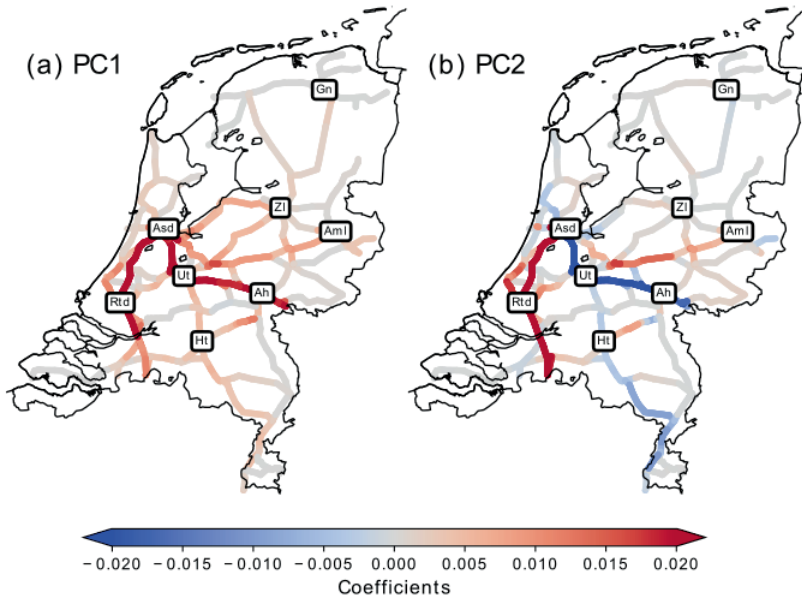 (a) PC1
(b) PC2
Gn
Gn
Zl
Zl
Asd
Aml
Asd
Aml
Ut
Ut
Rtd
Ah
Rtd
Ah
Ht
Ht
−0.020 −0.015 −0.010 −0.005 0.000 0.005 0.010 0.015 0.020
Coefficients